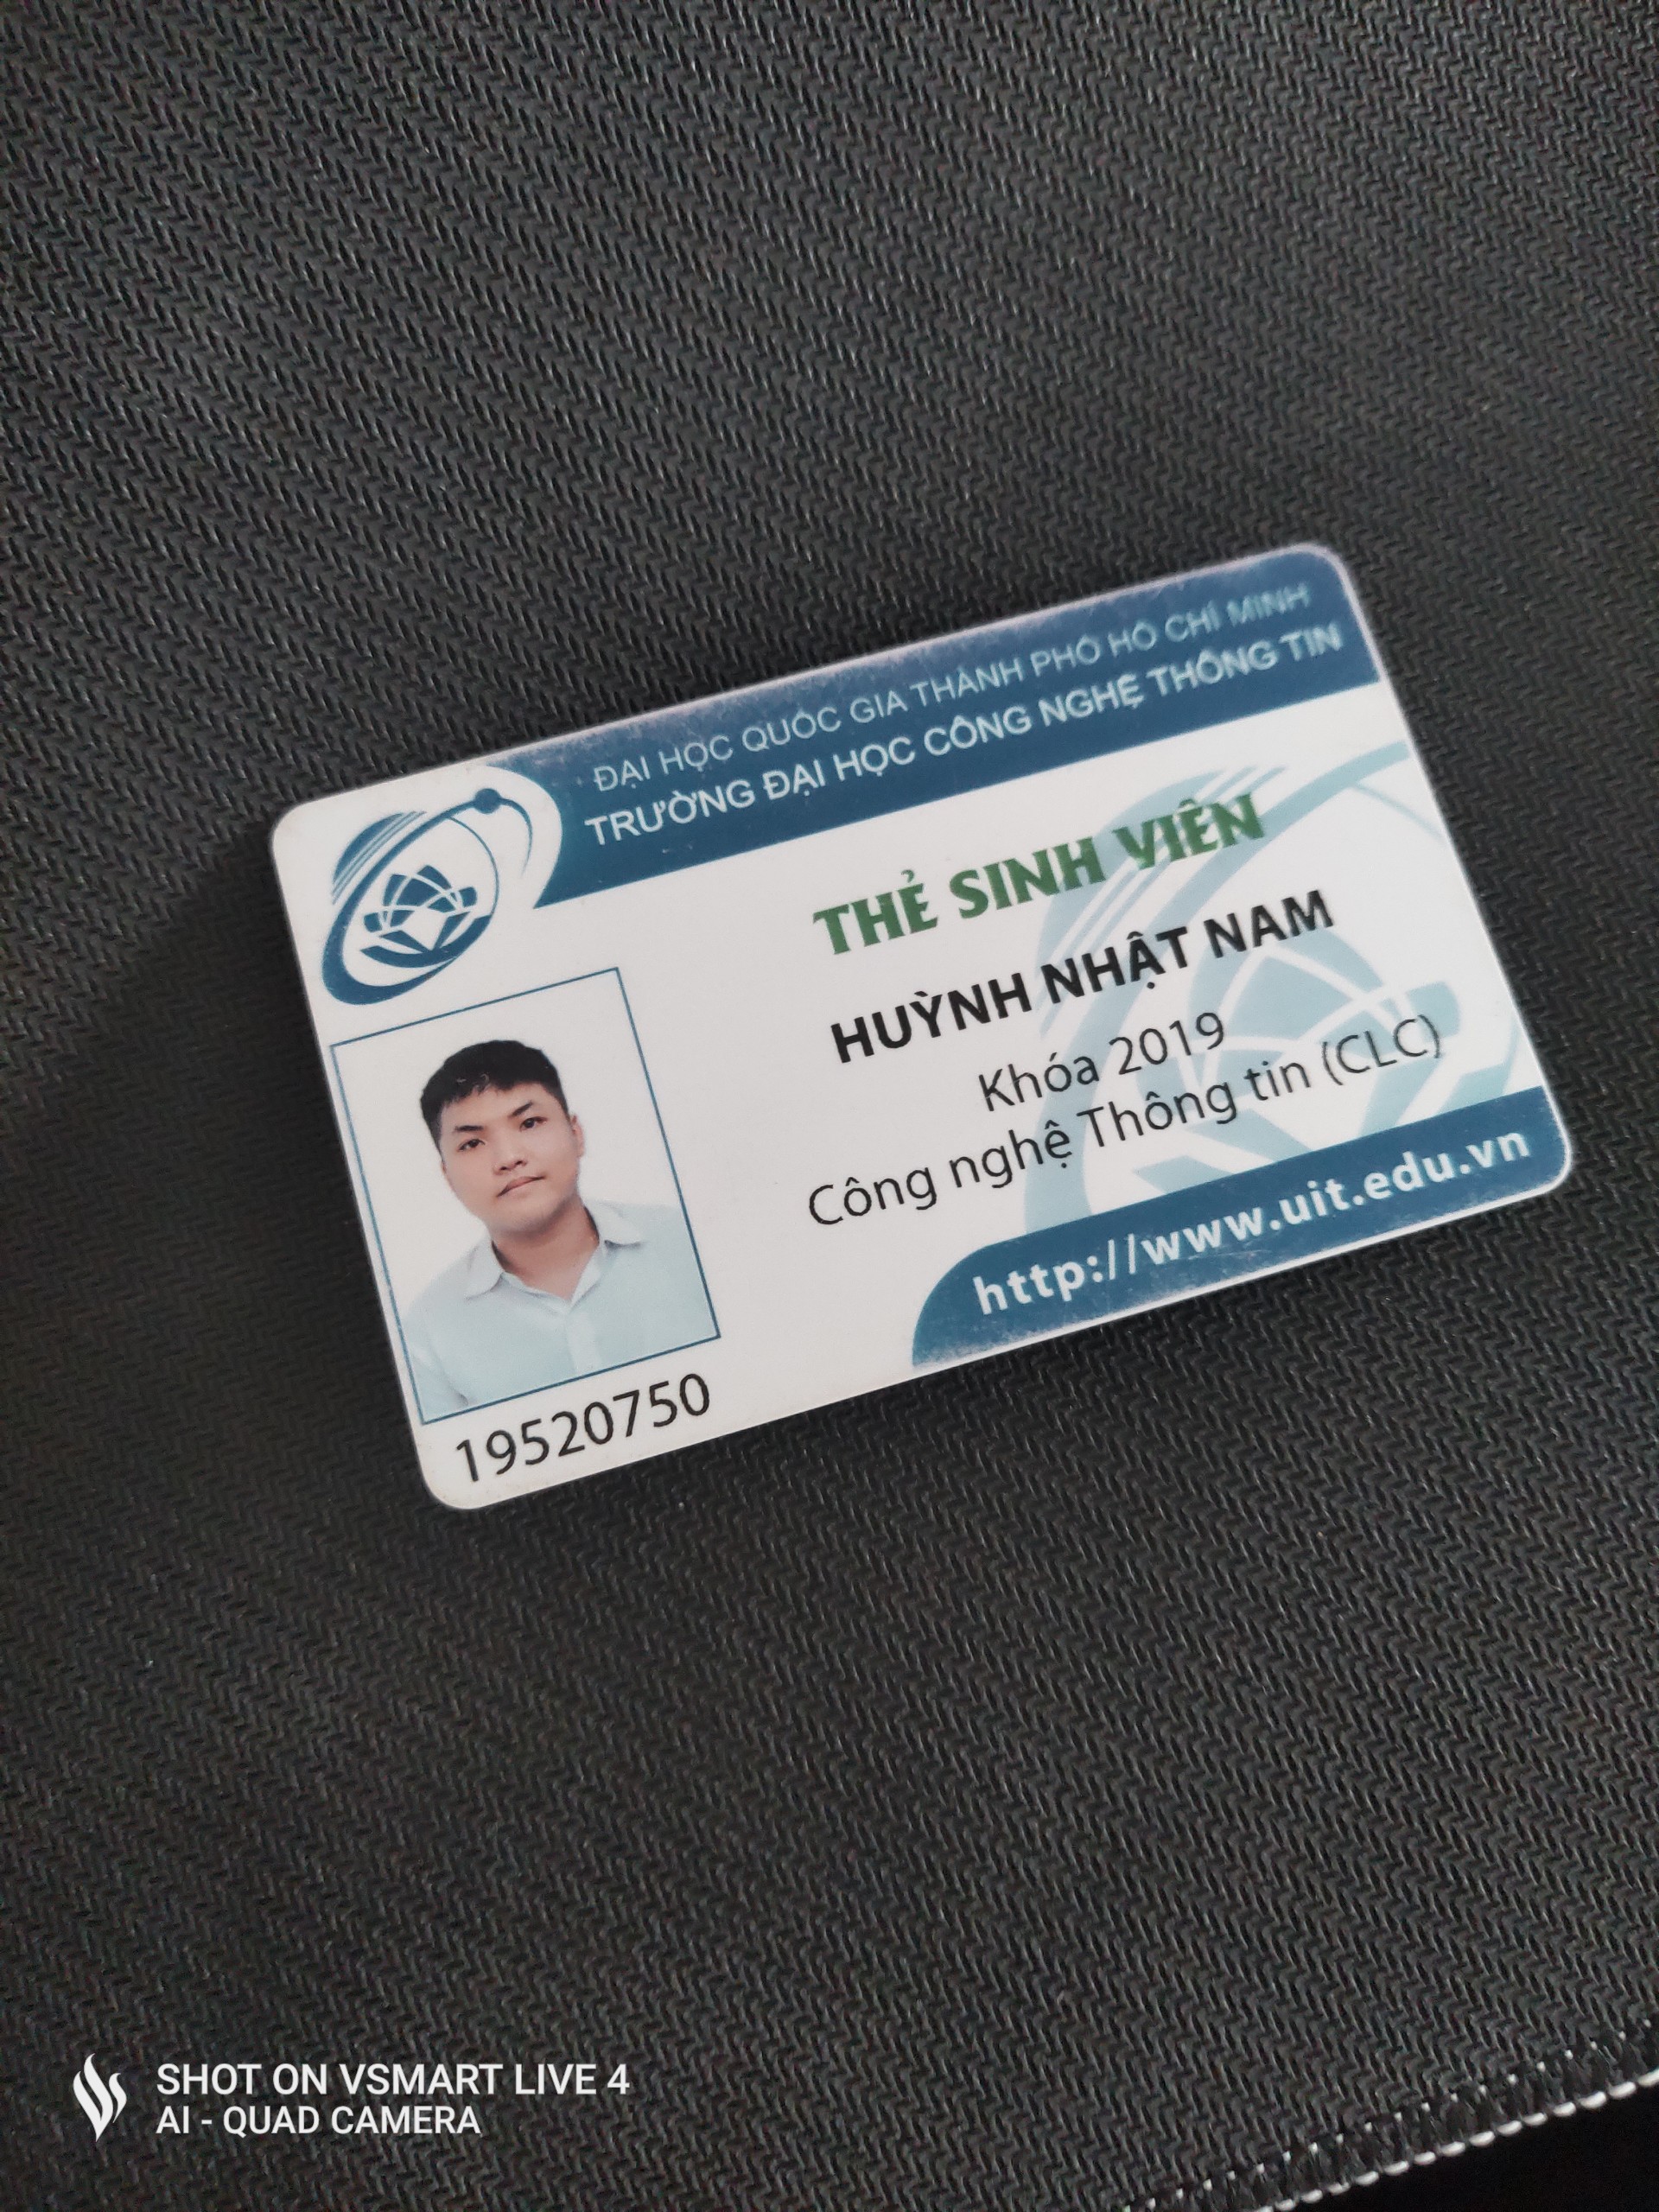 ĐẠI HỌC QUỐC GIA THÀNH PHỐ HỒ CHÍ MINH
TRƯỜNG ĐẠI HỌC CÔNG NGHỆ THÔNG TIN
THẺ SINH VIÊN
HUỲNH NHẬT NAM
Khóa 2019
Công nghệ Thông tin (CLC)
http://www.uit.edu.vn
19520750
SHOT ON VSMART LIVE 4
AI - QUAD CAMERA